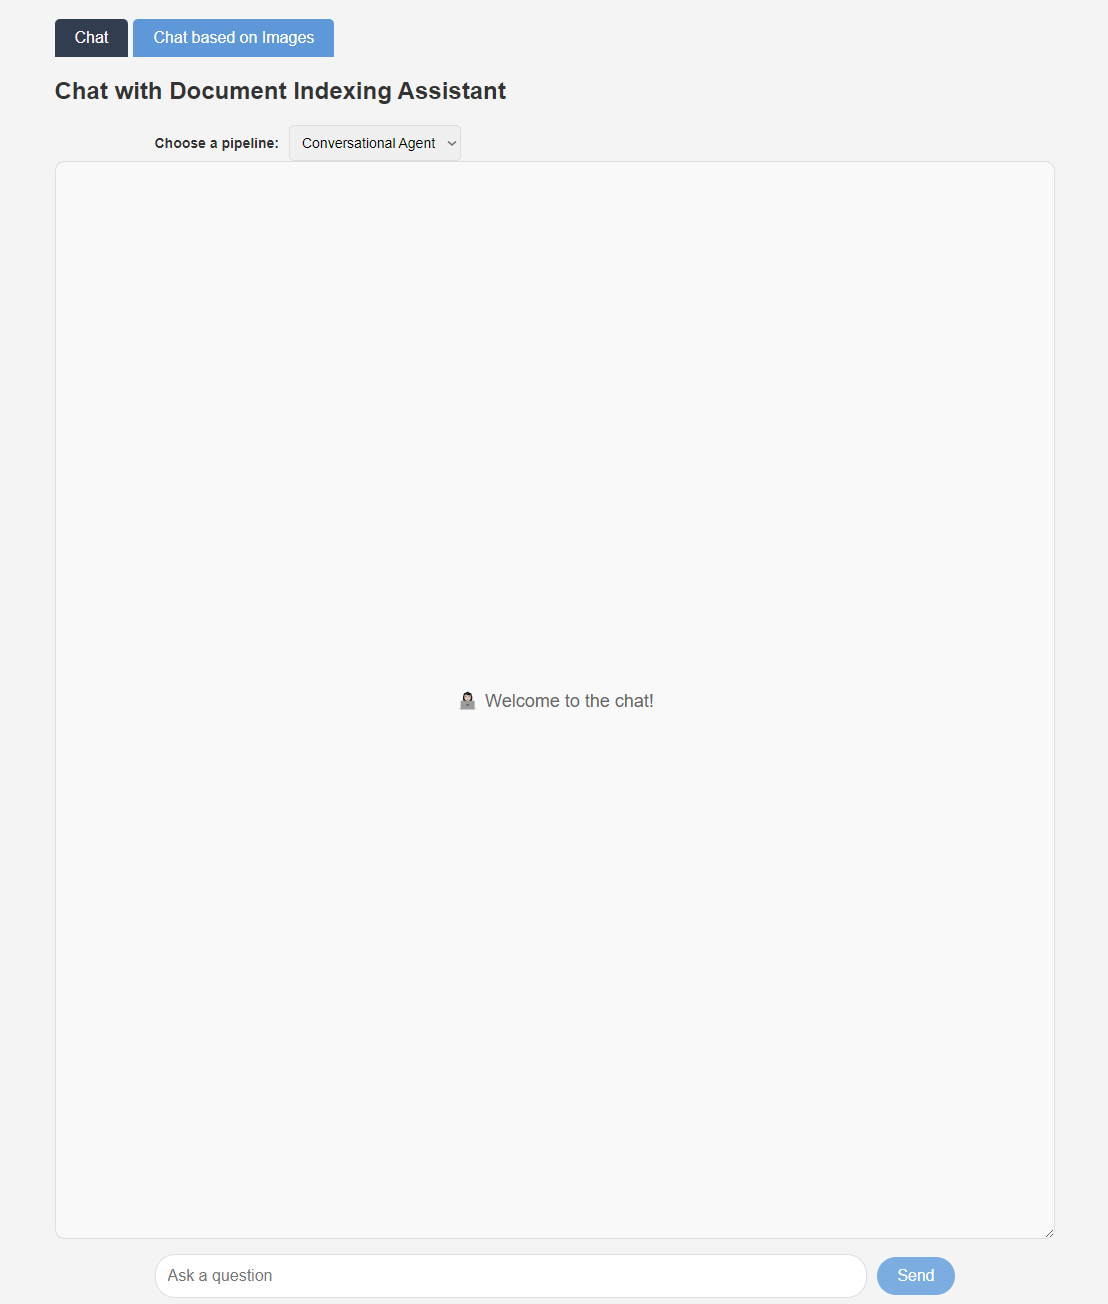 Chat Chat based on Images
Chat with Document Indexing Assistant
Choose a pipeline: Conversational Agent
Welcome to the chat!
Ask a question Send